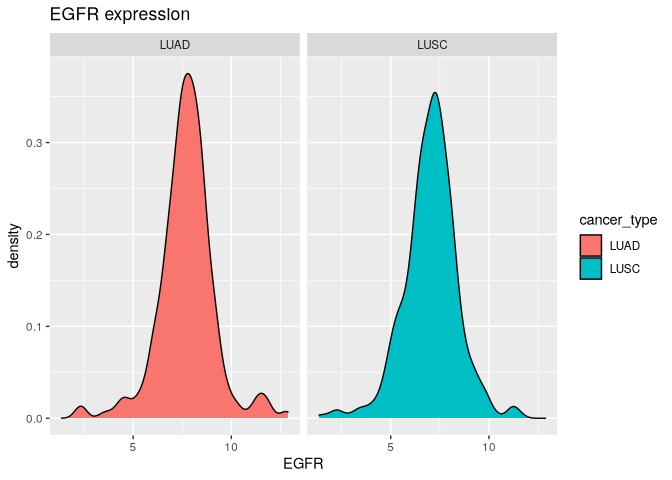 EGFR expression
LUAD
LUSC
0.3
0.2
0.1
0.0
density
5
10
5
10
EGFR
cancer_type
LUAD
LUSC